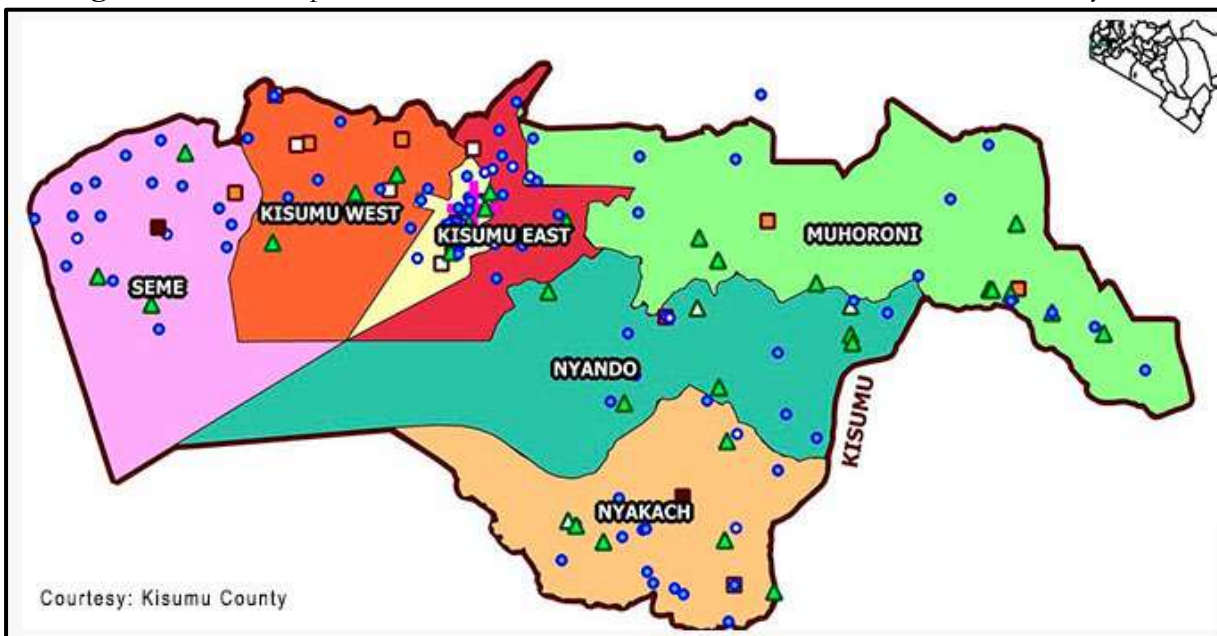 KISUMU WEST
KISUMU EAST
MUHORONI
SEME
NYANDO
KISUMU
NYAKACH
Courtesy: Kisumu County